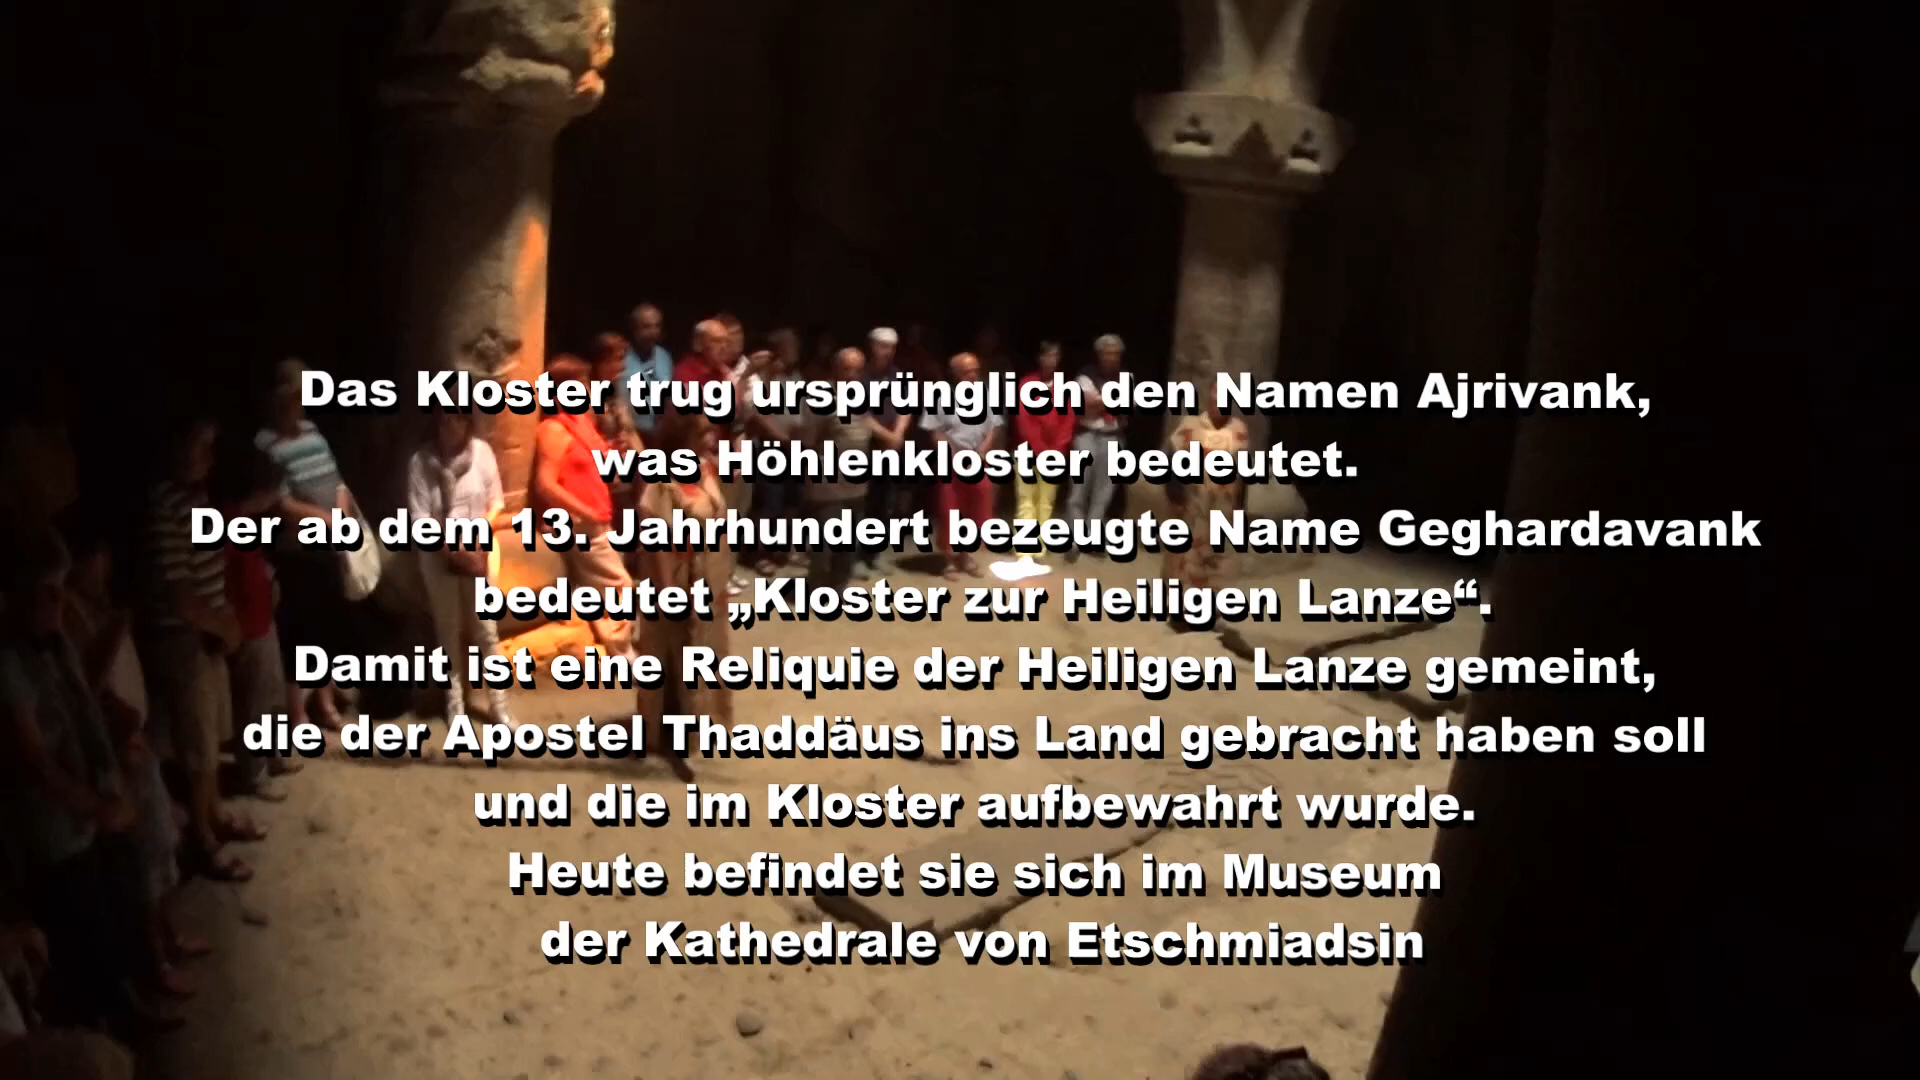 Das Kloster trug ursprünglich den Namen Ajrivank,
was Höhlenkloster bedeutet.
Der ab dem 13. Jahrhundert bezeugte Name Geghardavank
bedeutet „Kloster zur Heiligen Lanze“.
Damit ist eine Reliquie der Heiligen Lanze gemeint,
die der Apostel Thaddäus ins Land gebracht haben soll
und die im Kloster aufbewahrt wurde.
Heute befindet sie sich im Museum
der Kathedrale von Etschmiadsin